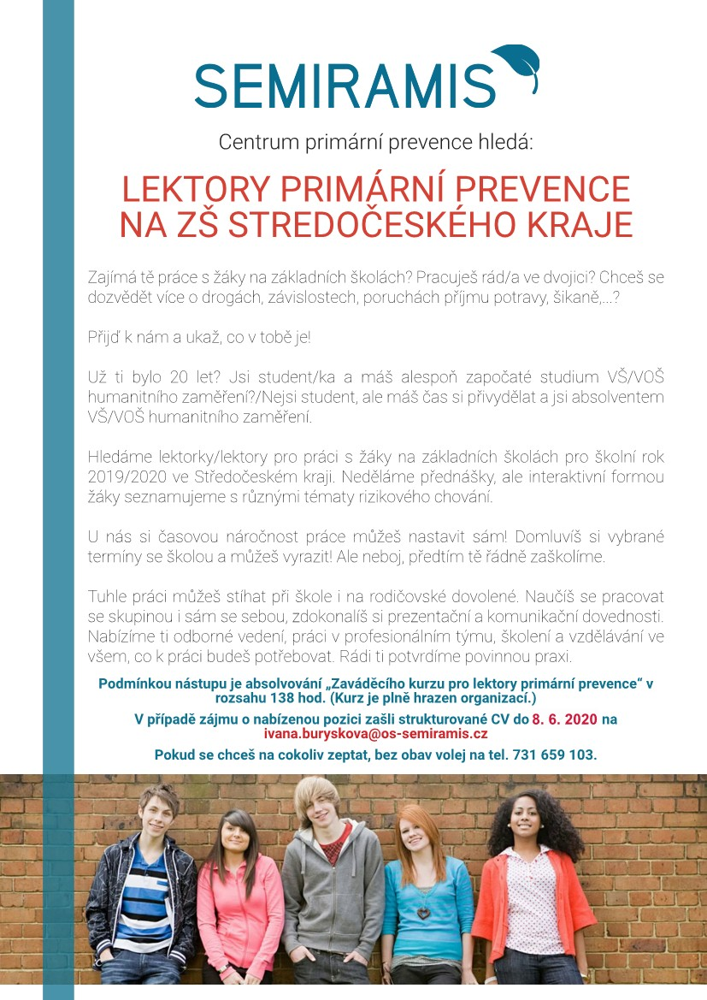 SEMIRAMIS
Centrum primární prevence hledá:
LEKTORY PRIMÁRNÍ PREVENCE
NA ZŠ STREDOČESKÉHO KRAJE
Zajímá tě práce s žáky na základních školách? Pracuješ rád/a ve dvojici? Chceš se
dozvědět více o drogách, závislostech, poruchách příjmu potravy, šikaně,...?
Přijď k nám a ukaž, co v tobě je!
Už ti bylo 20 let? Jsi student/ka a máš alespoň započaté studium VŠ/VOŠ
humanitního zaměření?/Nejsi student, ale máš čas si přivydělat a jsi absolventem
VŠ/VOŠ humanitního zaměření.
Hledáme lektorky/lektory pro práci s žáky na základních školách pro školní rok
2019/2020 ve Středočeském kraji. Neděláme přednášky, ale interaktivní formou
žáky seznamujeme s různými tématy rizikového chování.
U nás si časovou náročnost práce můžeš nastavit sám! Domluvíš si vybrané
termíny se školou a můžeš vyrazit! Ale neboj, předtím tě řádně zaškolíme.
Tuhle práci můžeš stíhat při škole i na rodičovské dovolené. Naučíš se pracovat
se skupinou i sám se sebou, zdokonalíš si prezentační a komunikační dovednosti.
Nabízíme ti odborné vedení, práci v profesionálním týmu, školení a vzdělávání ve
všem, co k práci budeš potřebovat. Rádi ti potvrdíme povinnou praxi.
Podmínkou nástupu je absolvování „Zaváděcího kurzu pro lektory primární prevence“ v
rozsahu 138 hod. (Kurz je plně hrazen organizací.)
V případě zájmu o nabízenou pozici zašli strukturované CV do 8. 6. 2020 na
ivana.buryskova@os-semiramis.cz
Pokud se chceš na cokoliv zeptat, bez obav volej na tel. 731 659 103.